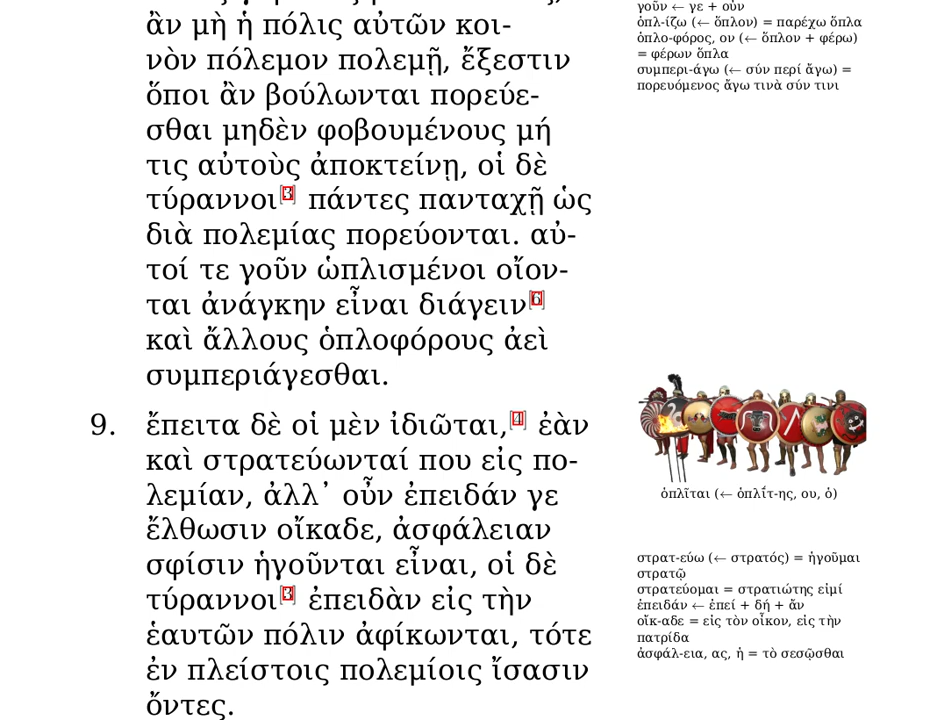 ἂν μὴ ἡ πόλις αὐτῶν κοι-
νὸν πόλεμον πολεμῇ, ἔξεστιν
ὅποι ἂν βούλωνται πορεύε-
σθαι μηδὲν φοβουμένους μή
τις αὐτοὺς ἀποκτείνῃ, οἱ δὲ
τύραννοι[3] πάντες πανταχῇ ὡς
διὰ πολεμίας πορεύονται. αὐ-
τοί τε γοῦν ὡπλισμένοι οἴον-
ται ἀνάγκην εἶναι διάγειν[6]
καὶ ἄλλους ὁπλοφόρους ἀεὶ
συμπεριάγεσθαι.
9. ἔπειτα δὲ οἱ μὲν ἰδιῶται,[4] ἐὰν
καὶ στρατεύωνταί που εἰς πο-
λεμίαν, ἀλλ᾽ οὖν ἐπειδάν γε
ἔλθωσιν οἴκαδε, ἀσφάλειαν
σφίσιν ἡγοῦνται εἶναι, οἱ δὲ
τύραννοι[3] ἐπειδὰν εἰς τὴν
ἑαυτῶν πόλιν ἀφίκωνται, τότε
ἐν πλείστοις πολεμίοις ἴσασιν
ὄντες.
γοῦν ← γε + οὖν
ὁπλ-ίζω (← ὅπλον) = παρέχω ὅπλα
ὁπλο-φόρος, ον (← ὅπλον + φέρω)
= φέρων ὅπλα
συμπερι-άγω (← σύν περί ἄγω) =
πορευόμενος ἄγω τινὰ σύν τινι
ὁπλῖται (← ὁπλί̄τ-ης, ου, ὁ)
στρατ-εύω (← στρατός) = ἡγοῦμαι
στρατῷ
στρατεύομαι = στρατιώτης εἰμί
ἐπειδάν ← ἐπεί + δή + ἄν
οἴκ-αδε = εἰς τὸν οἶκον, εἰς τὴν
πατρίδα
ἀσφάλ-εια, ας, ἡ = τὸ σεσῷσθαι